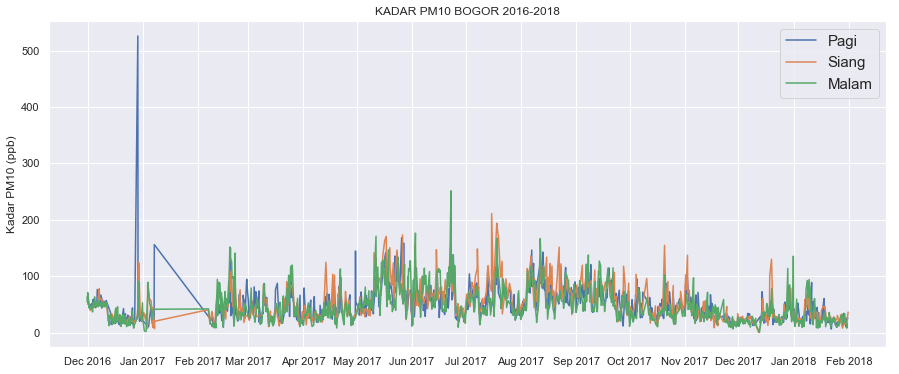 KADAR PM10 BOGOR 2016-2018
Kadar PM10 (ppb)
500
400
300
200
100
0
Pagi
Siang
Malam
Dec 2016 Jan 2017 Feb 2017 Mar 2017 Apr 2017 May 2017 Jun 2017 Jul 2017 Aug 2017 Sep 2017 Oct 2017 Nov 2017 Dec 2017 Jan 2018 Feb 2018